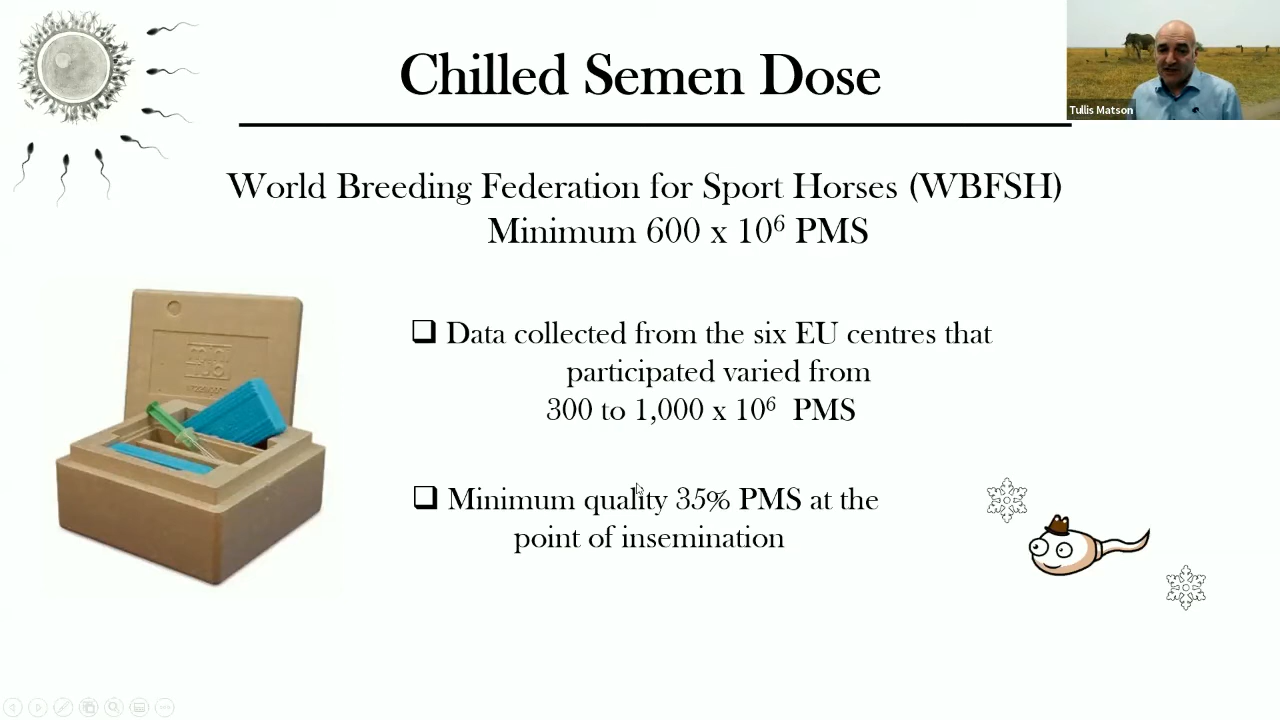 Chilled Semen Dose
Tullis Matson
World Breeding Federation for Sport Horses (WBFSH)
Minimum 600 x 10⁶ PMS
❑ Data collected from the six EU centres that
participated varied from
300 to 1,000 x 10⁶ PMS
❑ Minimum quality 35% PMS at the
point of insemination
mini
tüb